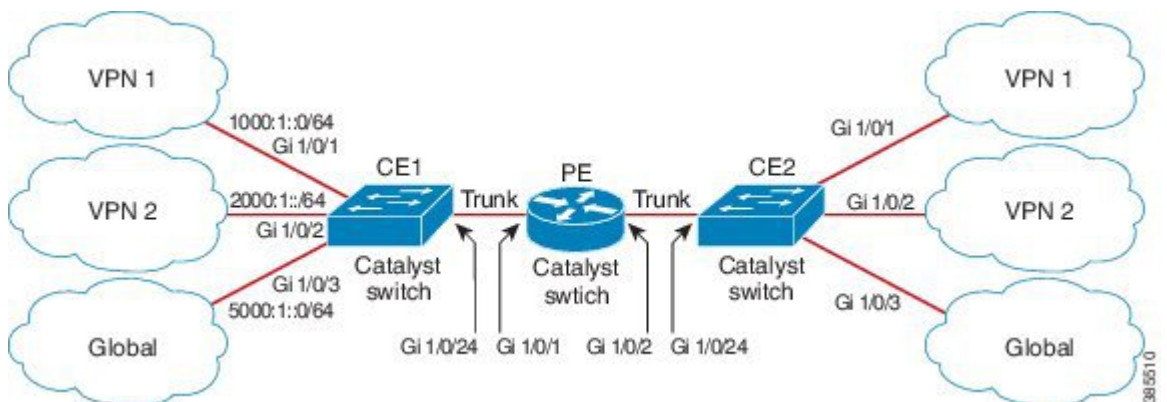 VPN 1
1000:1::0/64
Gi 1/0/1
VPN 2
2000:1::/64
Gi 1/0/2
Global
Gi 1/0/3
5000:1::0/64
CE1
Catalyst
switch
Trunk
PE
Catalyst
swtich
Trunk
CE2
Catalyst
switch
Gi 1/0/24
Gi 1/0/1
Gi 1/0/2
Gi 1/0/24
Gi 1/0/1
VPN 1
Gi 1/0/2
VPN 2
Gi 1/0/3
Global
385510